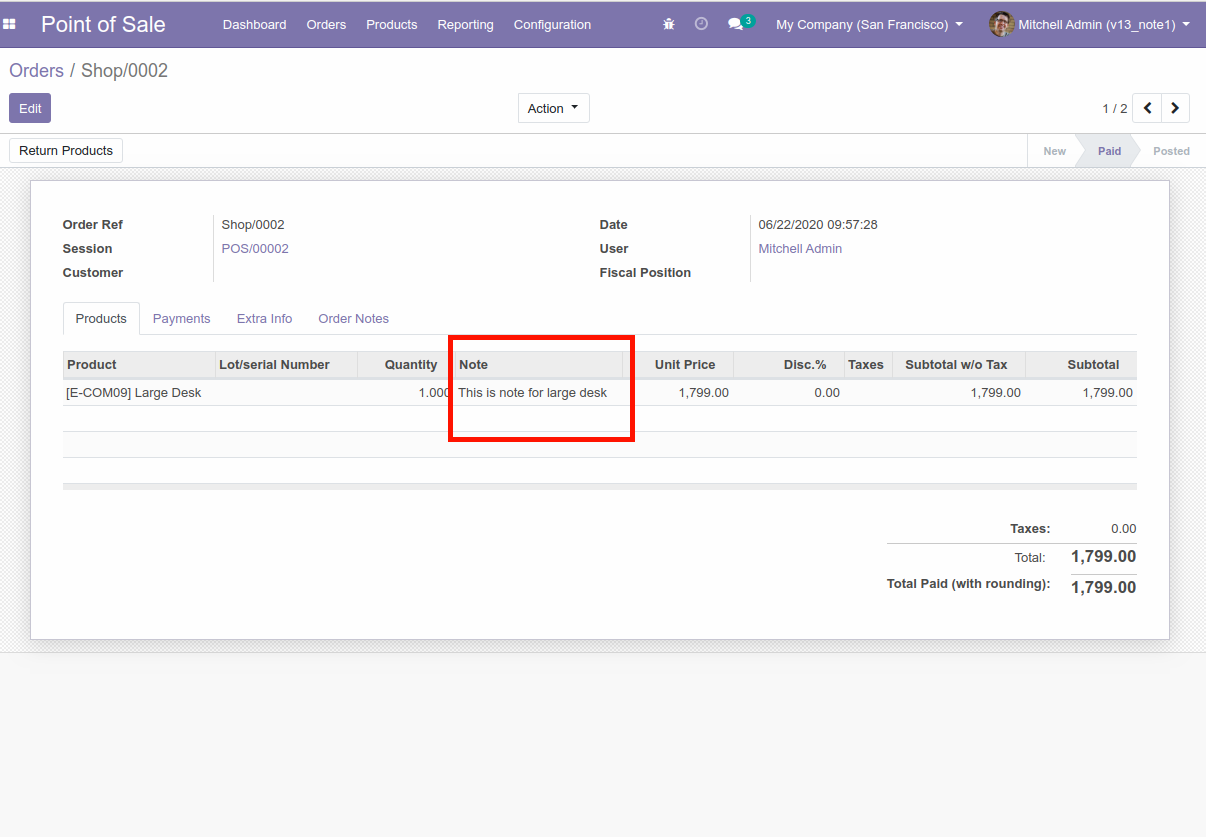 Point of Sale Dashboard Orders Products Reporting Configuration 3 My Company (San Francisco) Mitchell Admin (v13_note1)
Orders / Shop/0002
Edit Action 1 / 2
Return Products New Paid Posted
Order Ref Shop/0002 Date 06/22/2020 09:57:28
Session POS/00002 User Mitchell Admin
Customer Fiscal Position
Products Payments Extra Info Order Notes
Product Lot/serial Number Quantity Note Unit Price Disc.% Taxes Subtotal w/o Tax Subtotal
[E-COM09] Large Desk 1.000 This is note for large desk 1,799.00 0.00 1,799.00 1,799.00
Taxes: 0.00
Total: 1,799.00
Total Paid (with rounding): 1,799.00